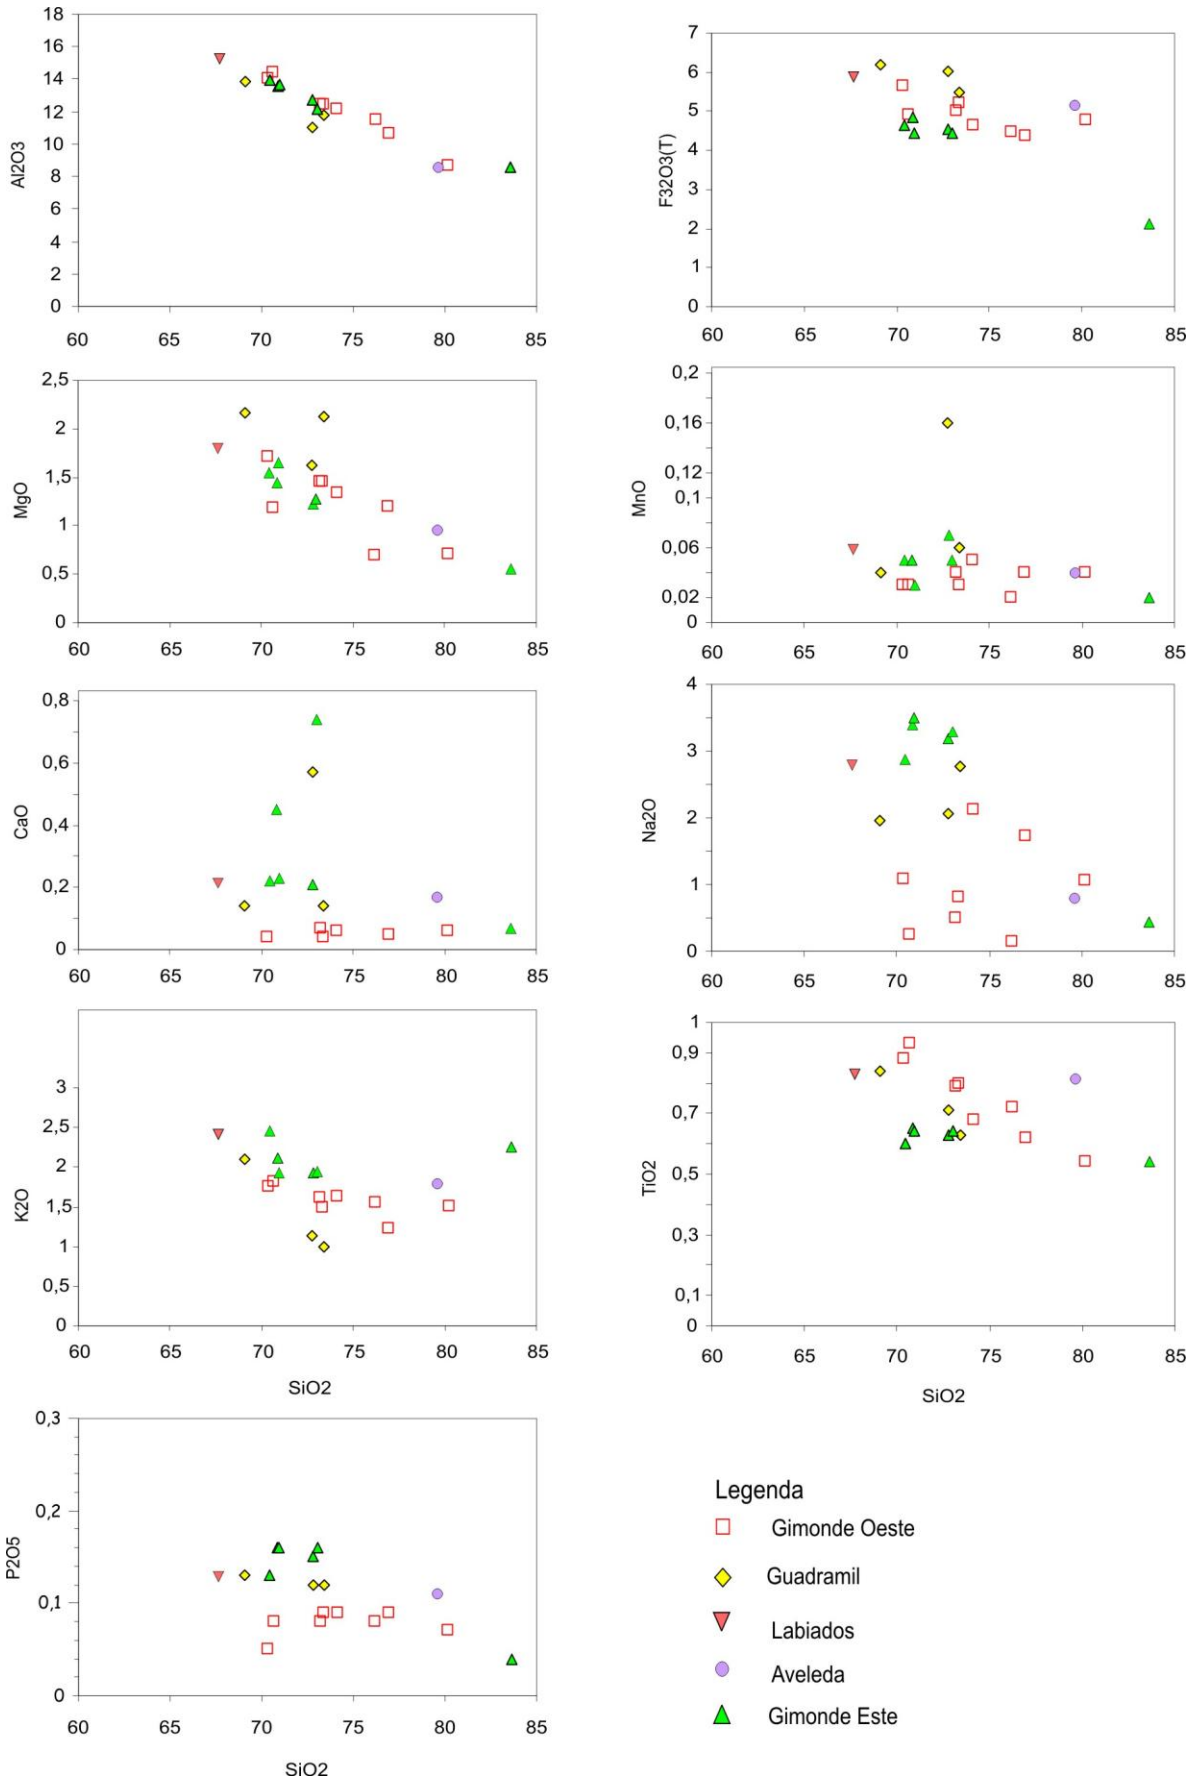 18
16
14
12
10
8
6
4
2
0
Al2O3
60 65 70 75 80 85
7
6
5
4
3
2
1
0
F32O3(T)
60 65 70 75 80 85
2,5
2
1,5
1
0,5
0
MgO
60 65 70 75 80 85
0,2
0,16
0,12
0,1
0,06
0,02
0
MnO
60 65 70 75 80 85
0,8
0,6
0,4
0,2
0
CaO
60 65 70 75 80 85
4
3
2
1
0
Na2O
60 65 70 75 80 85
3
2,5
2
1,5
1
0,5
0
K2O
60 65 70 75 80 85
SiO2
1
0,9
0,7
0,5
0,3
0,1
0
TiO2
60 65 70 75 80 85
SiO2
0,3
0,2
0,1
0
P2O5
60 65 70 75 80 85
SiO2
Legenda
Gimonde Oeste
Guadramil
Labiados
Aveleda
Gimonde Este